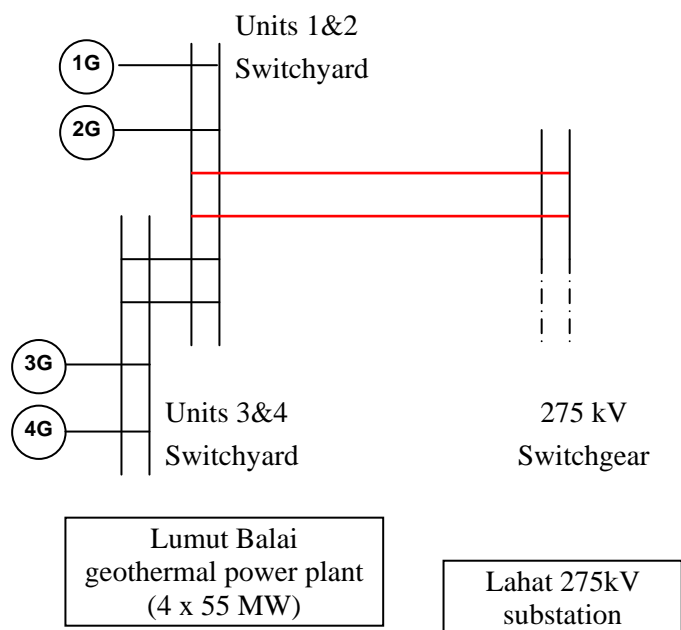 Units 1&2
Switchyard
1G
2G
3G
4G
Units 3&4
Switchyard
275 kV
Switchgear
Lumut Balai
geothermal power plant
(4 x 55 MW)
Lahat 275kV
substation